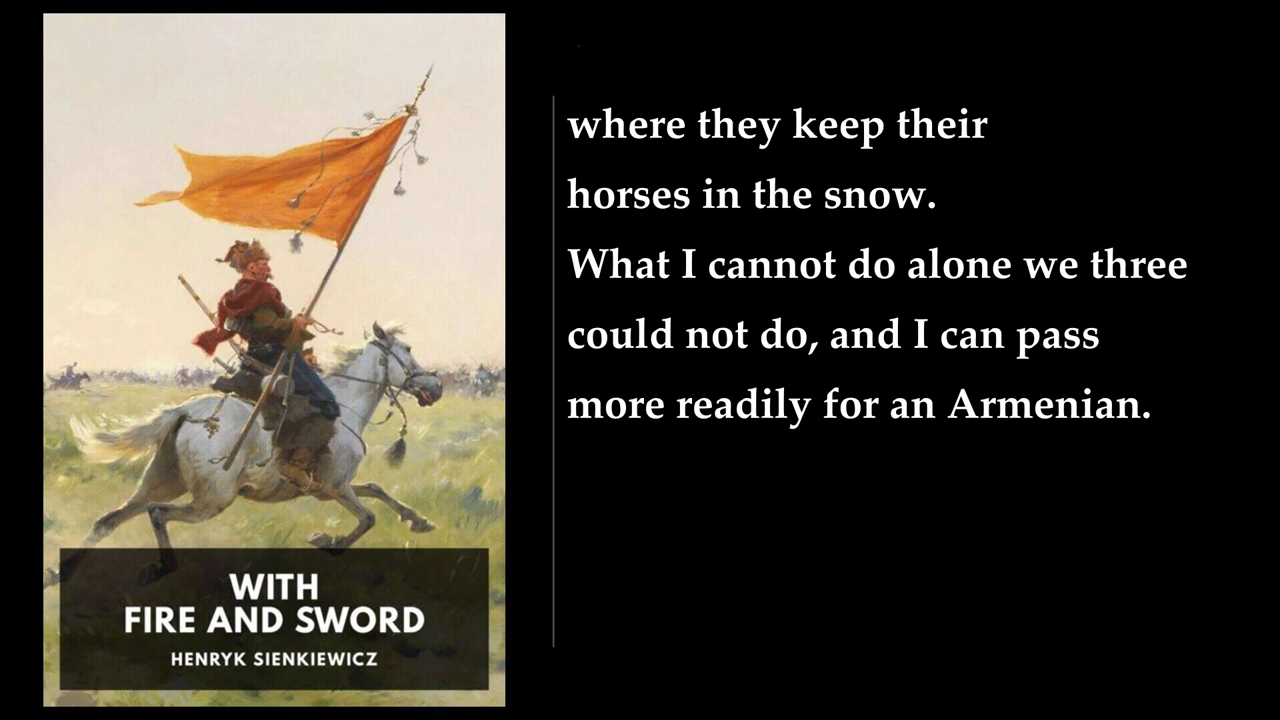 where they keep their
horses in the snow.
What I cannot do alone we three
could not do, and I can pass
more readily for an Armenian.
WITH
FIRE AND SWORD
HENRYK SIENKIEWICZ